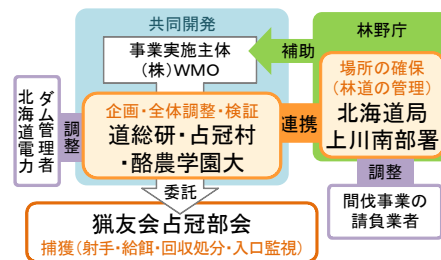 共同開発
事業実施主体
(株)WMO
補助
林野庁
場所の確保
(林道の管理)
北海道局
上川南部署
ダム管理者
北海道電力
調整
企画・全体調整・検証
道総研・占冠村
・酪農学園大
連携
調整
間伐事業の
請負業者
委託
猟友会占冠部会
捕獲(射手・給餌・回収処分・入口監視)